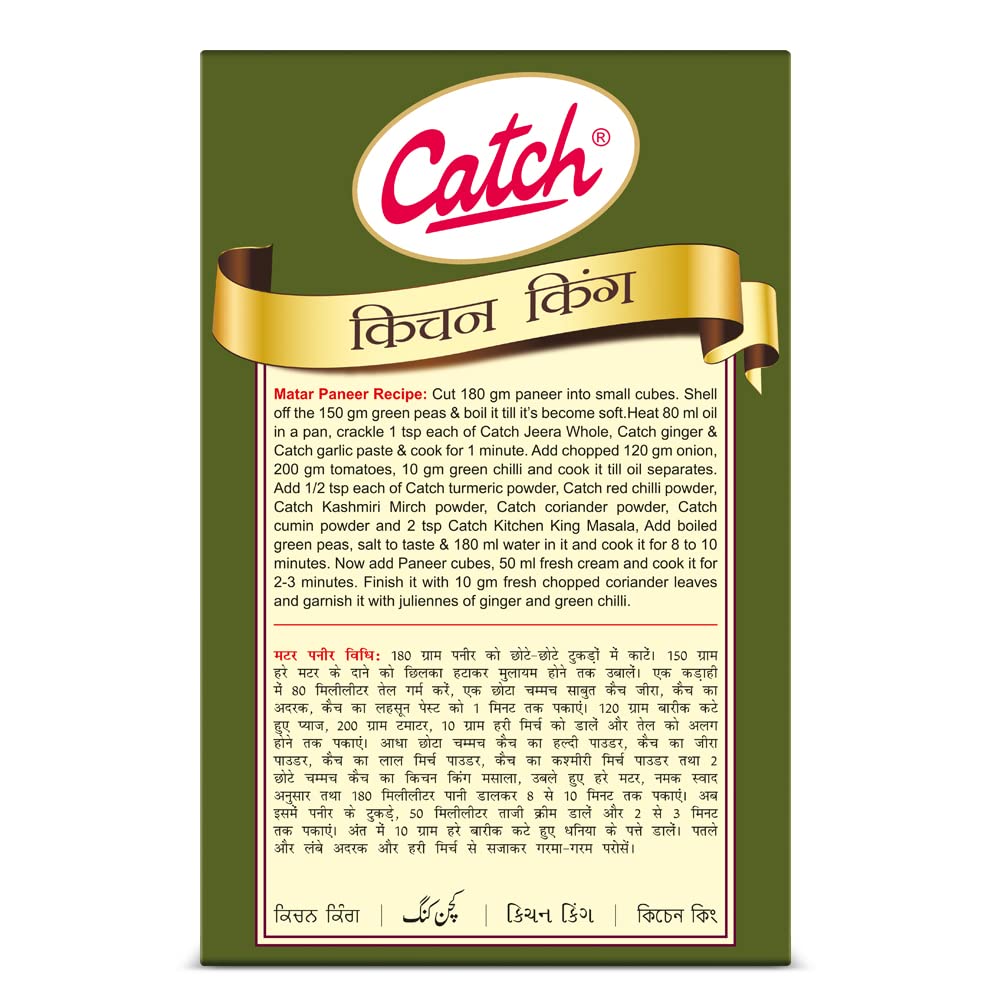 Catch®
किचन किंग
Matar Paneer Recipe: Cut 180 gm paneer into small cubes. Shell
off the 150 gm green peas & boil it till it's become soft.Heat 80 ml oil
in a pan, crackle 1 tsp each of Catch Jeera Whole, Catch ginger &
Catch garlic paste & cook for 1 minute. Add chopped 120 gm onion,
200 gm tomatoes, 10 gm green chilli and cook it till oil separates.
Add 1/2 tsp each of Catch turmeric powder, Catch red chilli powder,
Catch Kashmiri Mirch powder, Catch coriander powder, Catch
cumin powder and 2 tsp Catch Kitchen King Masala, Add boiled
green peas, salt to taste & 180 ml water in it and cook it for 8 to 10
minutes. Now add Paneer cubes, 50 ml fresh cream and cook it for
2-3 minutes. Finish it with 10 gm fresh chopped coriander leaves
and garnish it with juliennes of ginger and green chilli.
मटर पनीर विधि: 180 ग्राम पनीर को छोटे-छोटे टुकड़ों में काटें। 150 ग्राम
हरे मटर के दाने को छिलका हटाकर मुलायम होने तक उबालें। एक कड़ाही
में 80 मिलीलीटर तेल गर्म करें, एक छोटा चम्मच साबुत कैच जीरा, कैच का
अदरक, कैच का लहसून पेस्ट को 1 मिनट तक पकाएं। 120 ग्राम बारीक कटे
हुए प्याज, 200 ग्राम टमाटर, 10 ग्राम हरी मिर्च को डालें और तेल को अलग
होने तक पकाएं। आधा छोटा चम्मच कैच का हल्दी पाउडर, कैच का जीरा
पाउडर, कैच का लाल मिर्च पाउडर, कैच का कश्मीरी मिर्च पाउडर तथा 2
छोटे चम्मच कैच का किचन किंग मसाला, उबले हुए हरे मटर, नमक स्वाद
अनुसार तथा 180 मिलीलीटर पानी डालकर 8 से 10 मिनट तक पकाएं। अब
इसमें पनीर के टुकड़े, 50 मिलीलीटर ताजी क्रीम डालें और 2 से 3 मिनट
तक पकाएं। अंत में 10 ग्राम हरे बारीक कटे हुए धनिया के पत्ते डालें। पतले
और लंबे अदरक और हरी मिर्च से सजाकर गरमा-गरम परोसें।
ਕਿਚਨ ਕਿੰਗ | کچن کنگ | કિચન કિંગ | কিচেন কিং